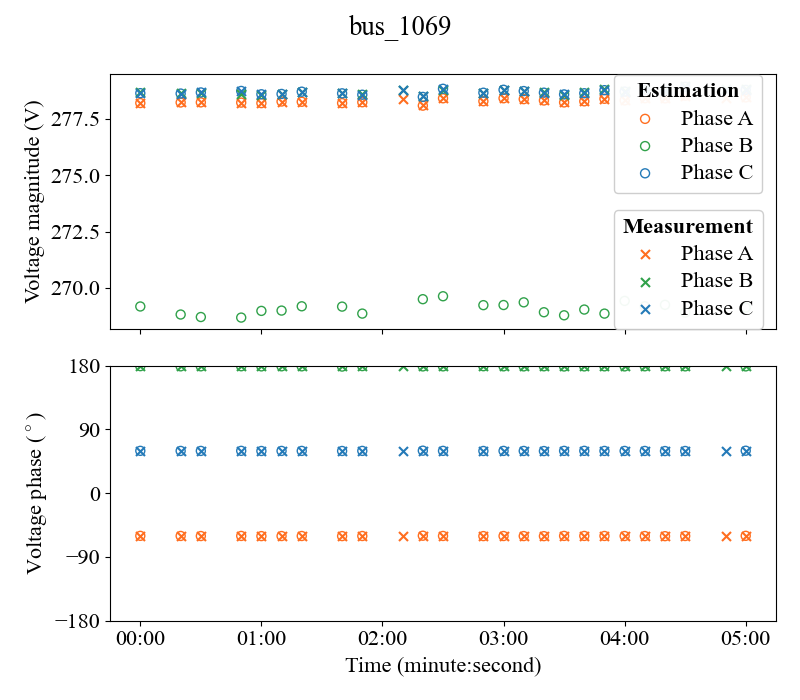 bus_1069
Voltage magnitude (V)
277.5
275.0
272.5
270.0
Estimation
Phase A
Phase B
Phase C
Measurement
Phase A
Phase B
Phase C
Voltage phase (°)
180
90
0
−90
−180
00:00 01:00 02:00 03:00 04:00 05:00
Time (minute:second)